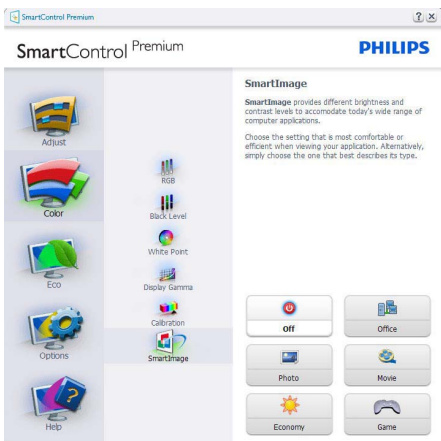 SmartControl Premium
SmartControl Premium
PHILIPS
Adjust
Color
Eco
Options
Help
RGB
Black Level
White Point
Display Gamma
Calibration
SmartImage
SmartImage
SmartImage provides different brightness and
contrast levels to accomodate today's wide range of
computer applications.
Choose the setting that is most comfortable or
efficient when viewing your application. Alternatively,
simply choose the one that best describes its type.
Off
Office
Photo
Movie
Economy
Game